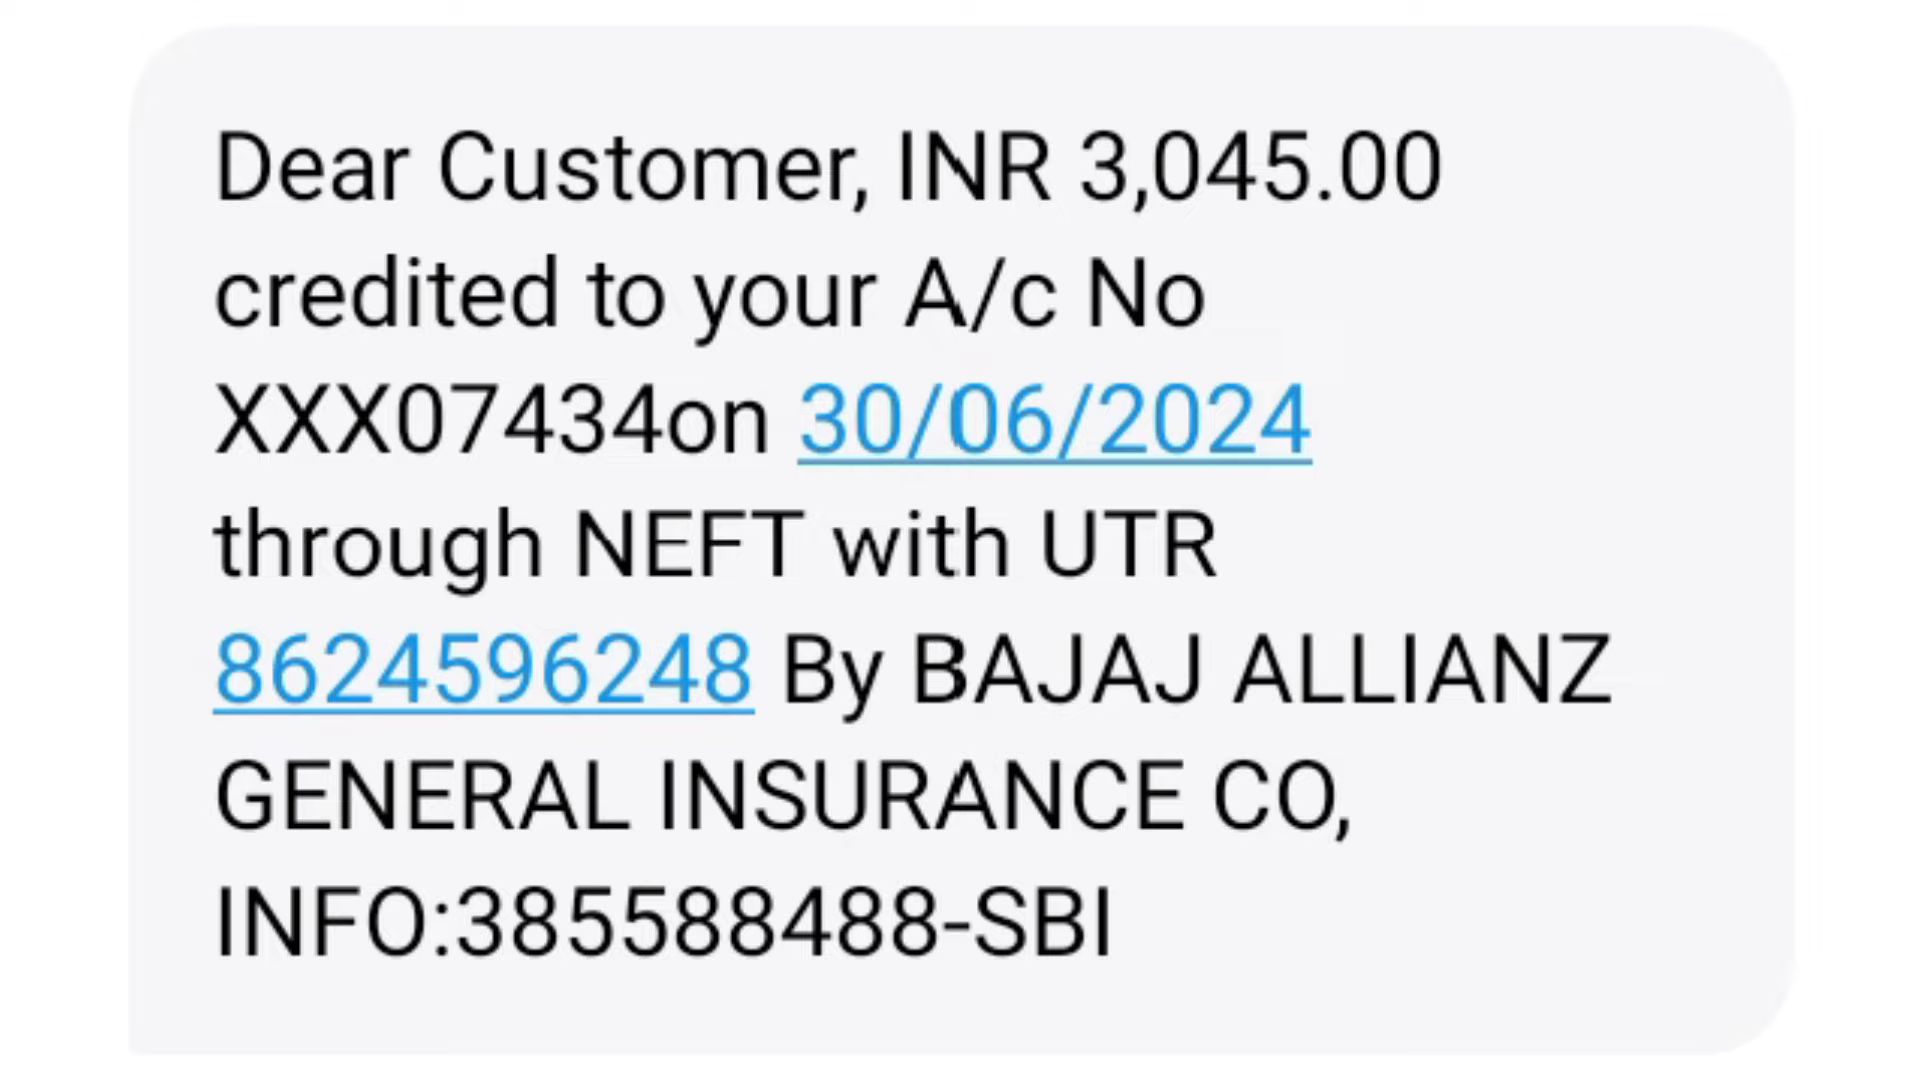 Dear Customer, INR 3,045.00
credited to your A/c No
XXX07434on 30/06/2024
through NEFT with UTR
8624596248 By BAJAJ ALLIANZ
GENERAL INSURANCE CO,
INFO:385588488-SBI